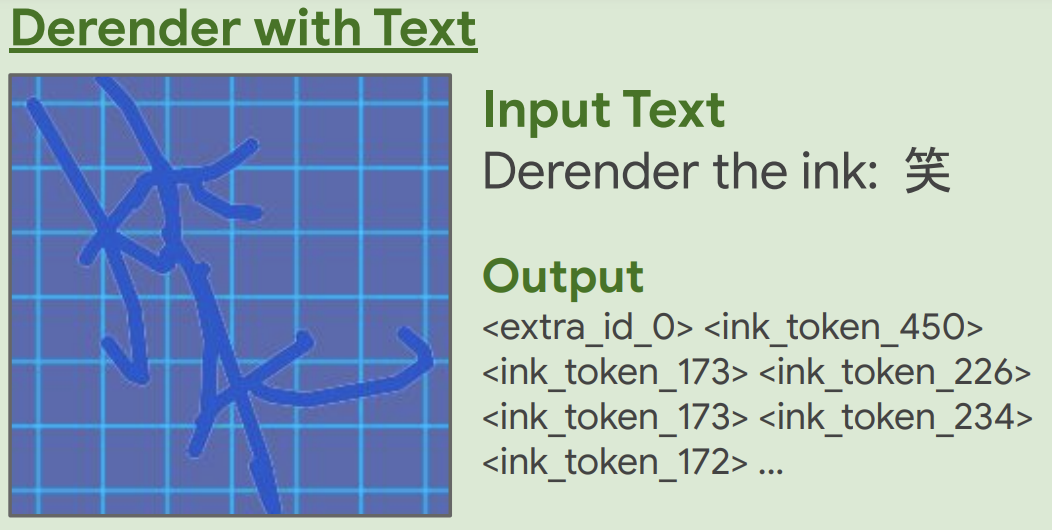 Derender with Text
Input Text
Derender the ink: 笑
Output
<extra_id_0> <ink_token_450>
<ink_token_173> <ink_token_226>
<ink_token_173> <ink_token_234>
<ink_token_172> ...